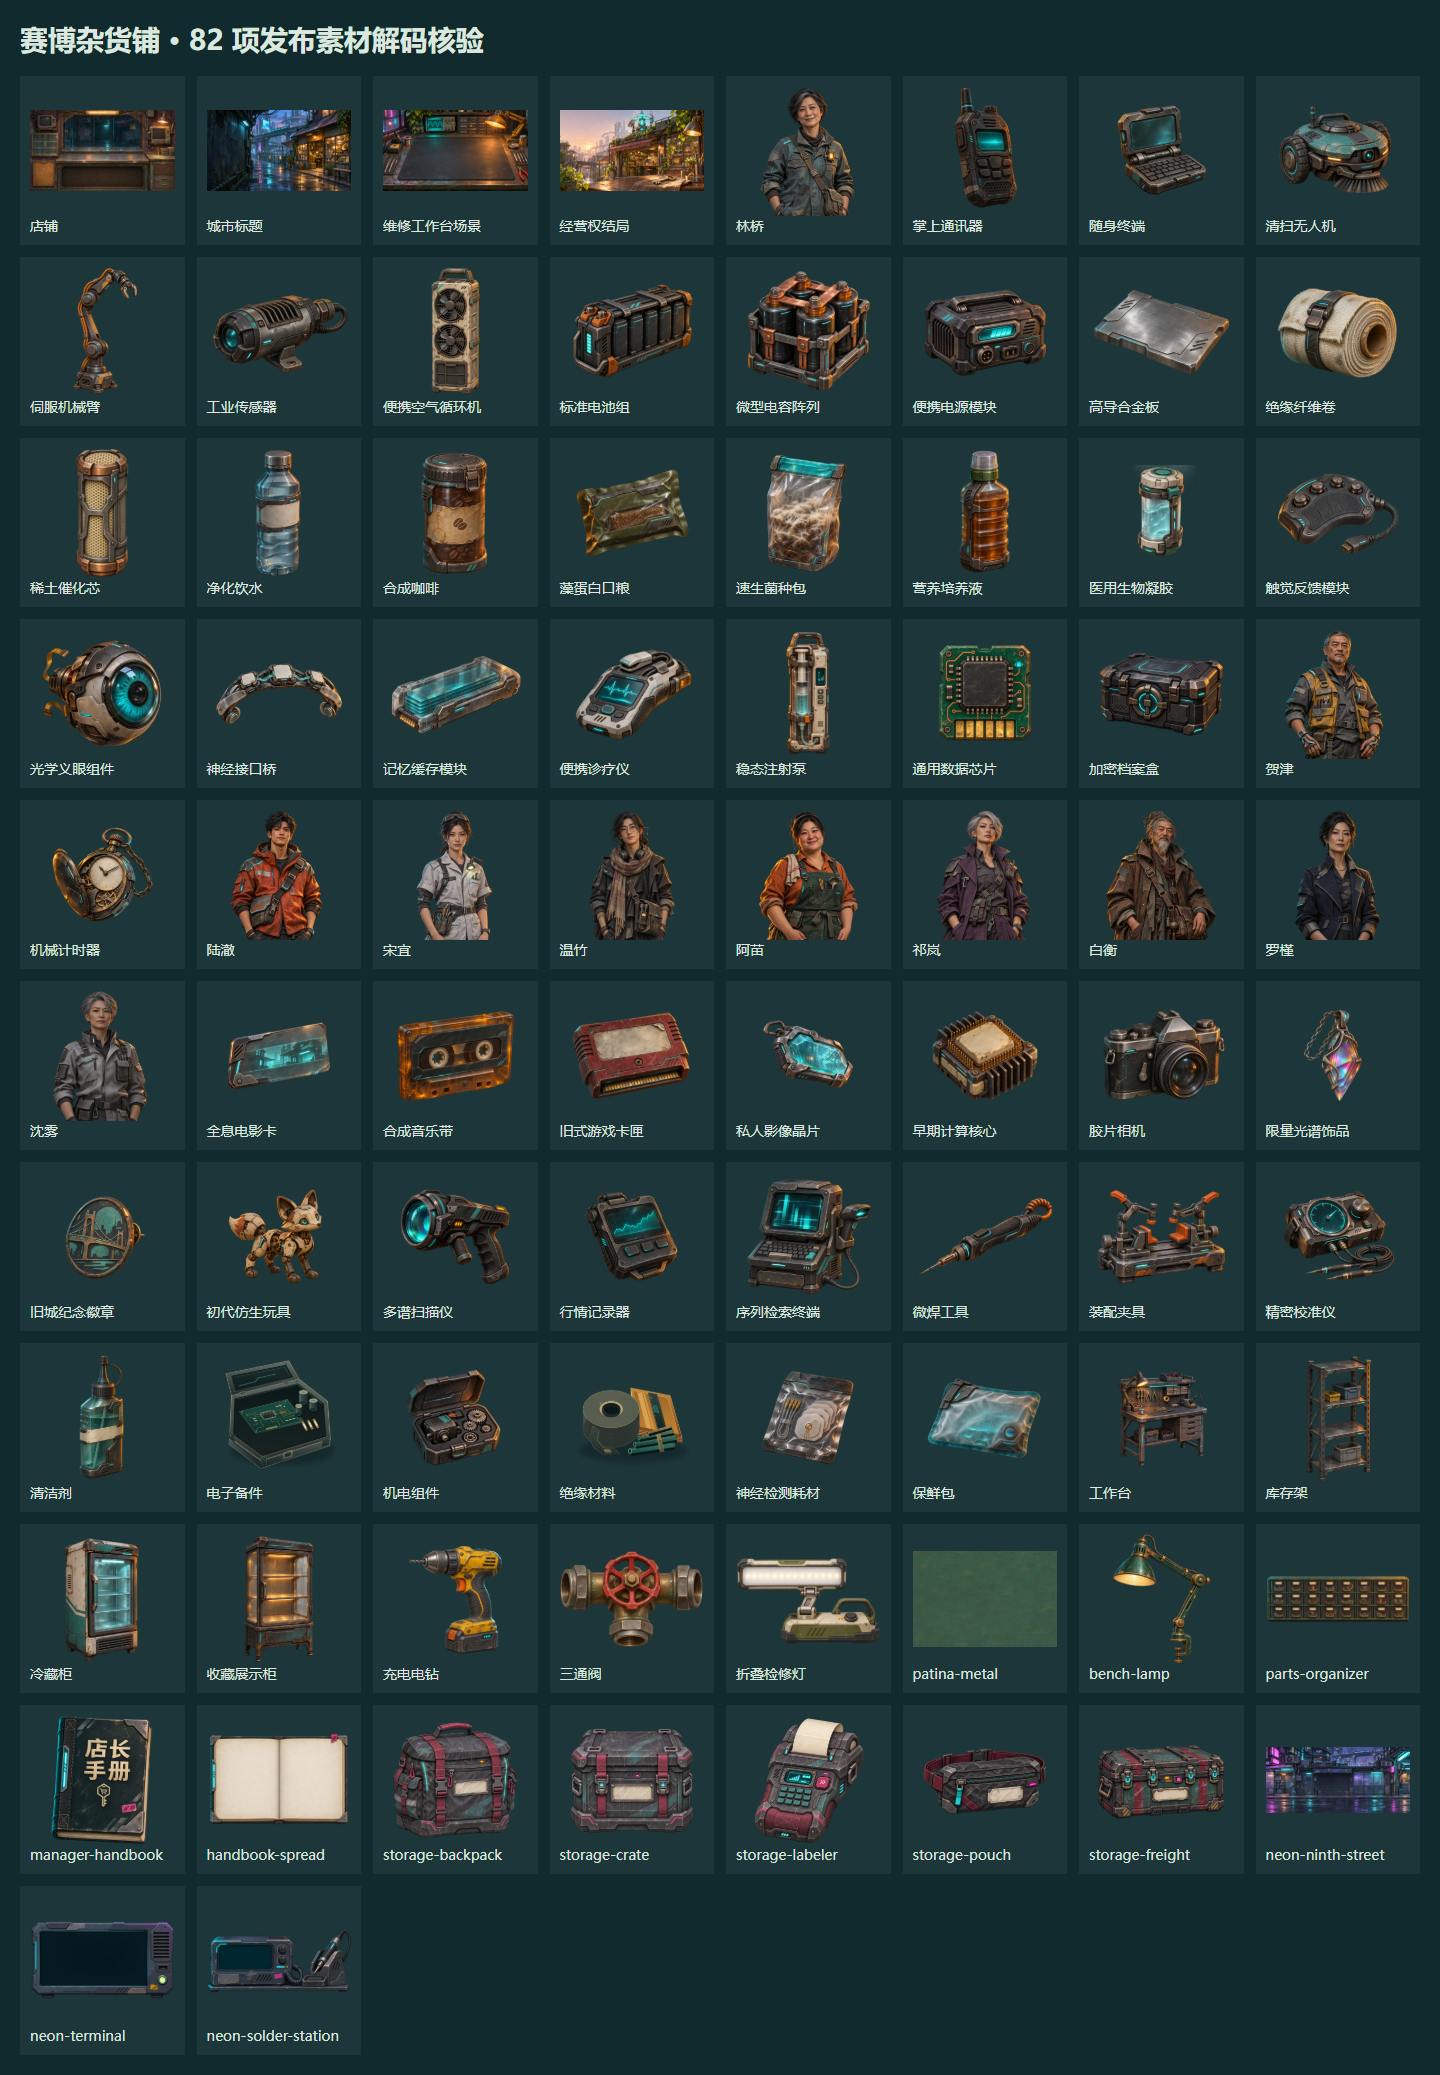 赛博杂货铺 • 82 项发布素材解码核验
店铺
城市标题
维修工作台场景
经营权结局
林桥
掌上通讯器
随身终端
清扫无人机
伺服机械臂
工业传感器
便携空气循环机
标准电池组
微型电容阵列
便携电源模块
高导合金板
绝缘纤维卷
稀土催化芯
净化饮水
合成咖啡
藻蛋白口粮
速生菌种包
营养培养液
医用生物凝胶
触觉反馈模块
光学义眼组件
神经接口桥
记忆缓存模块
便携诊疗仪
稳态注射泵
通用数据芯片
加密档案盒
贺津
机械计时器
陆澈
宋宜
温竹
阿苗
祁岚
白衡
罗槿
沈雾
全息电影卡
合成音乐带
旧式游戏卡匣
私人影像晶片
早期计算核心
胶片相机
限量光谱饰品
旧城纪念徽章
初代仿生玩具
多谱扫描仪
行情记录器
序列检索终端
微焊工具
装配夹具
精密校准仪
清洁剂
电子备件
机电组件
绝缘材料
神经检测耗材
保鲜包
工作台
库存架
冷藏柜
收藏展示柜
充电电钻
三通阀
折叠检修灯
patina-metal
bench-lamp
parts-organizer
店长
手册
manager-handbook
handbook-spread
storage-backpack
storage-crate
storage-labeler
storage-pouch
storage-freight
neon-ninth-street
neon-terminal
neon-solder-station